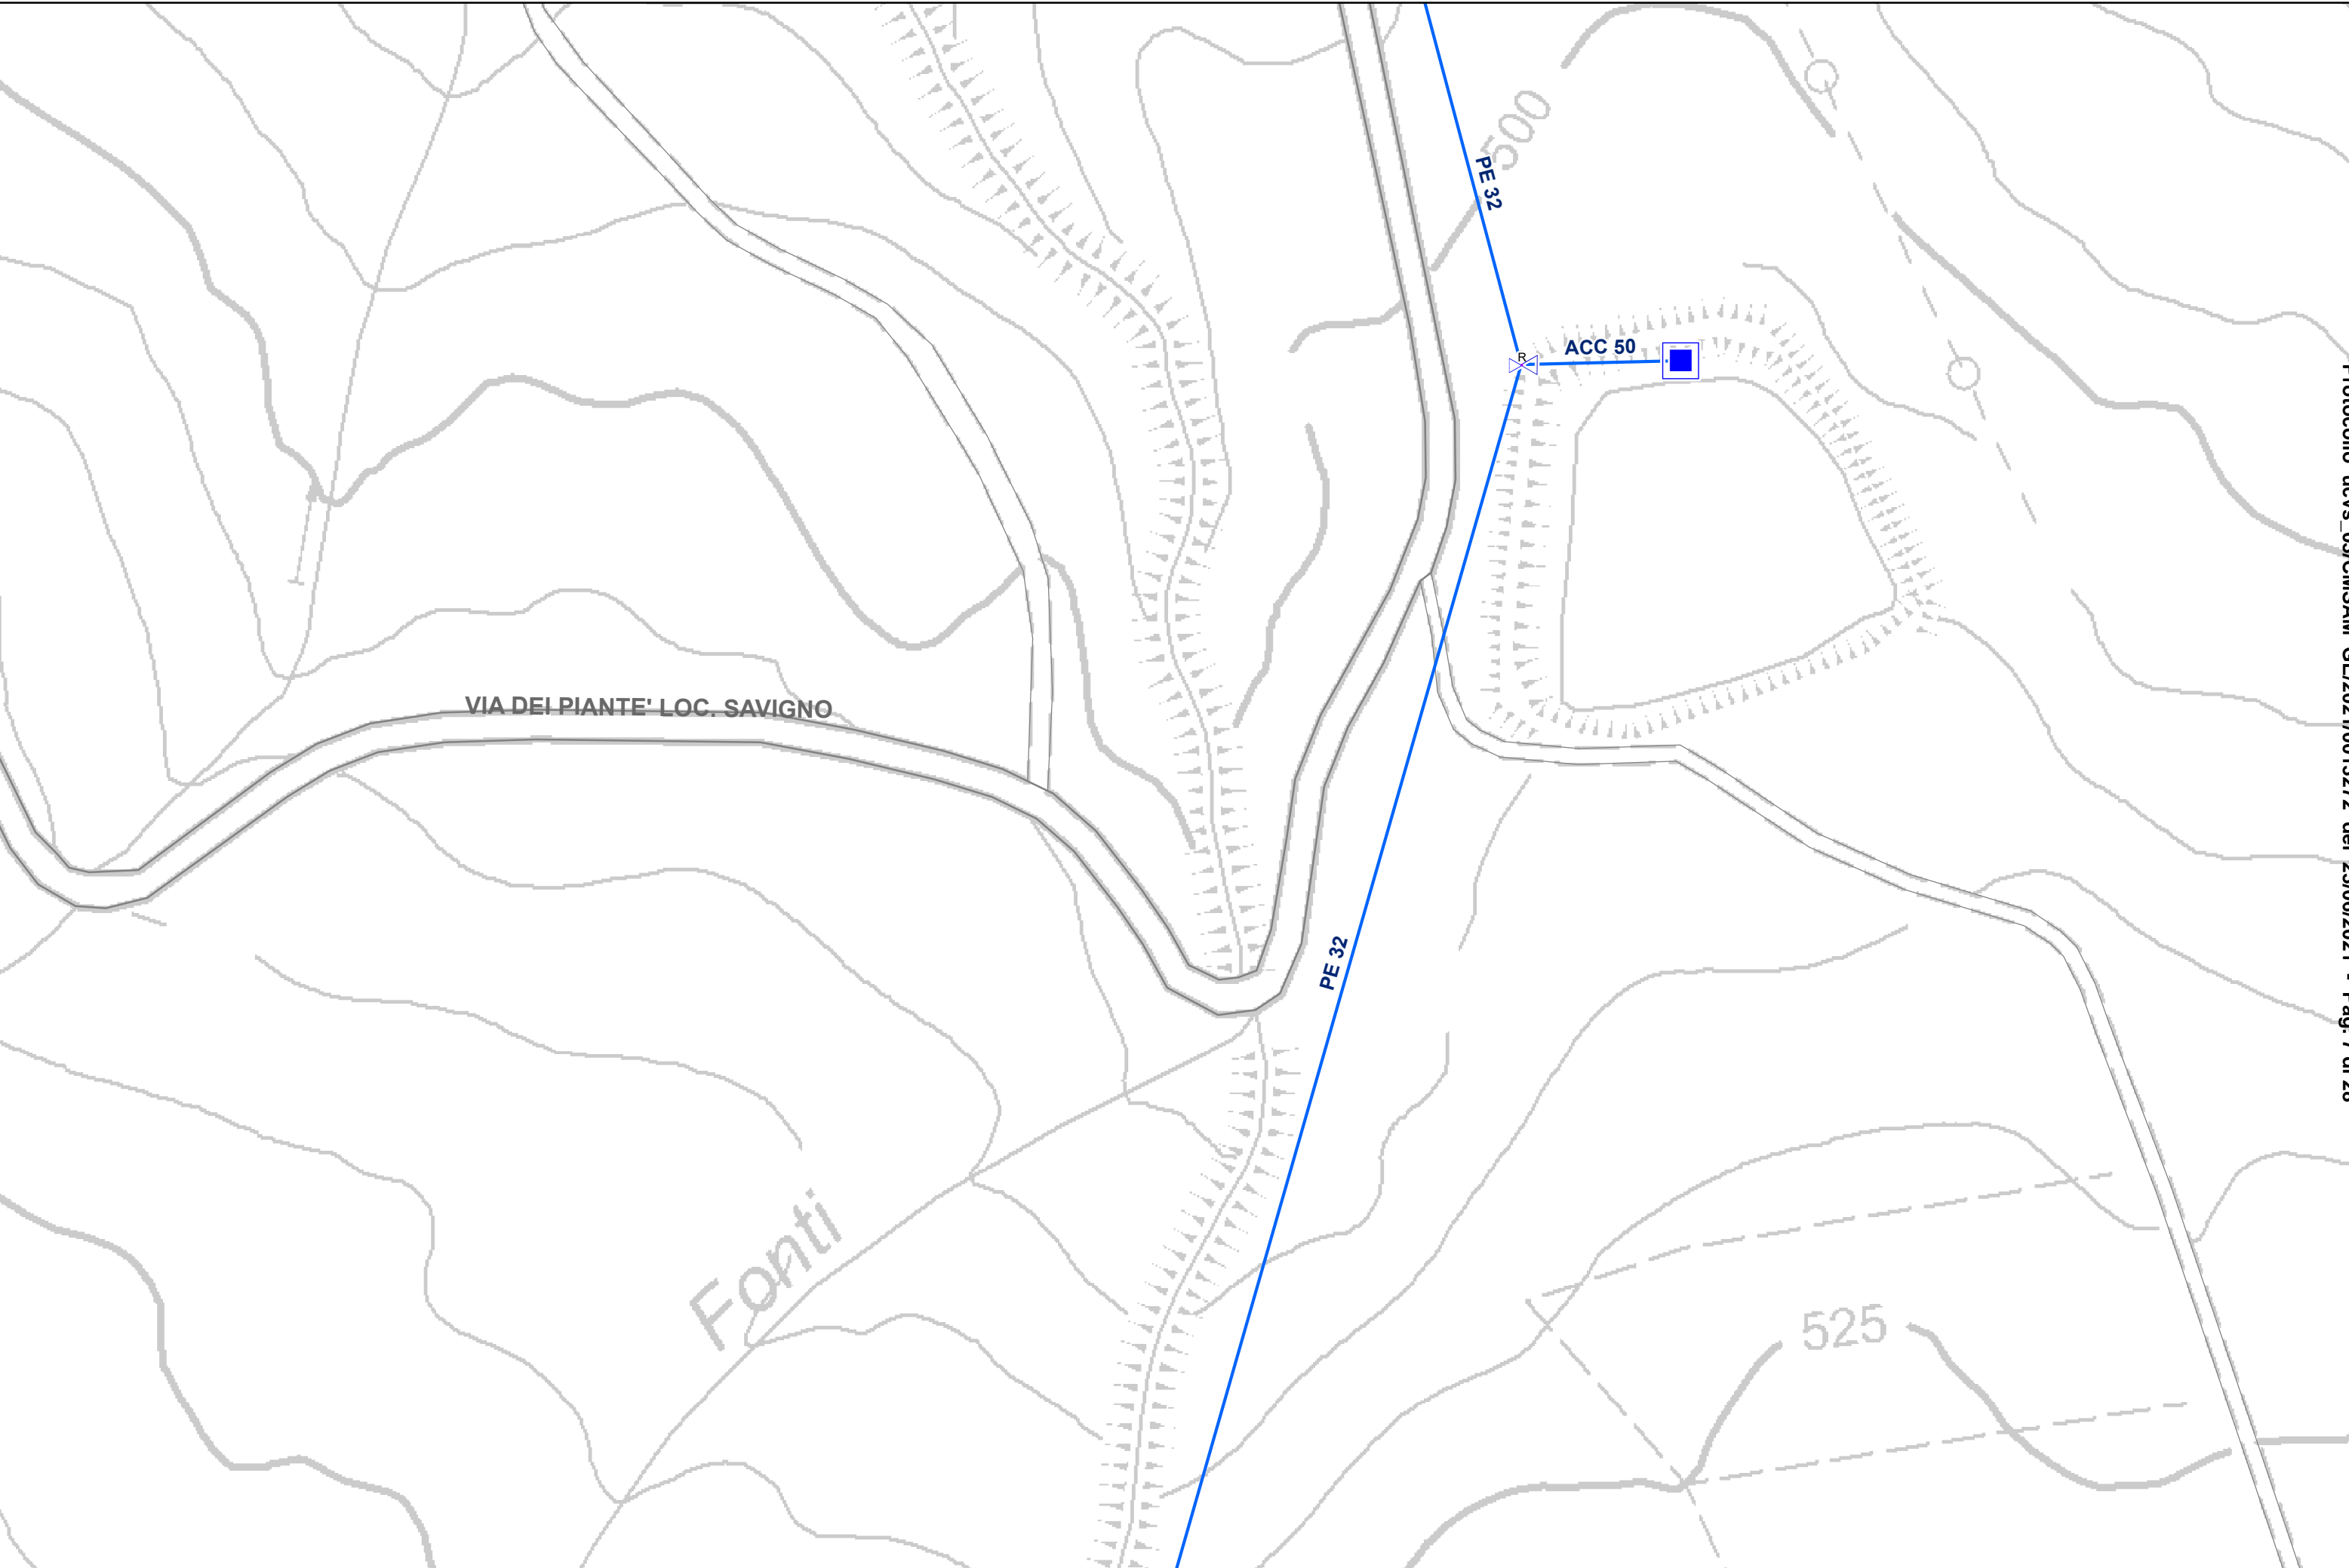 500
PE 32
R
ACC 50
VIA DEI PIANTE' LOC. SAVIGNO
PE 32
Fonti
525